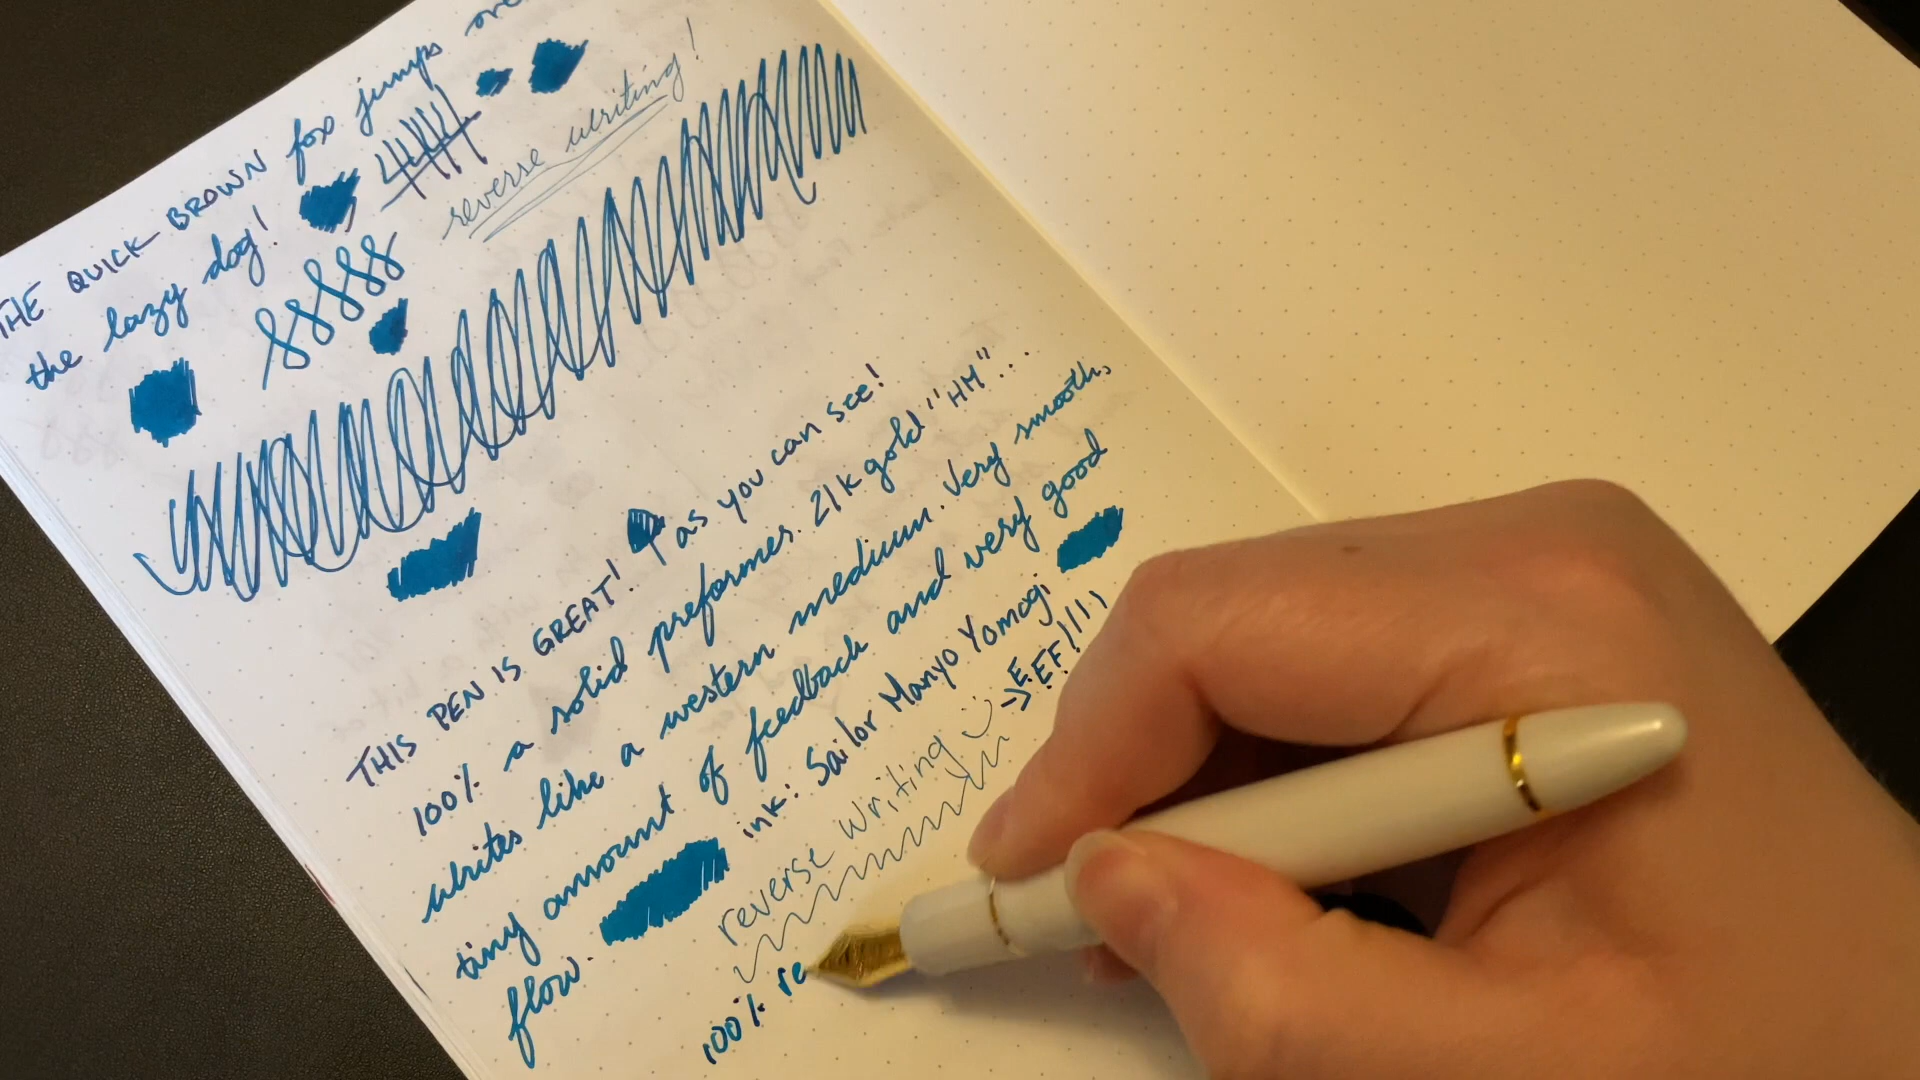 THE QUICK BROWN fox jumps over
the lazy dog!
reverse writing!
THIS PEN IS GREAT! as you can see!
100% a solid preformer. 21k gold "HM"...
writes like a western medium. Very smooth,
tiny amount of feedback and very good
flow.
ink: Sailor Manyo Yomogi
reverse writing :) -> E.EF!!!!
100% re